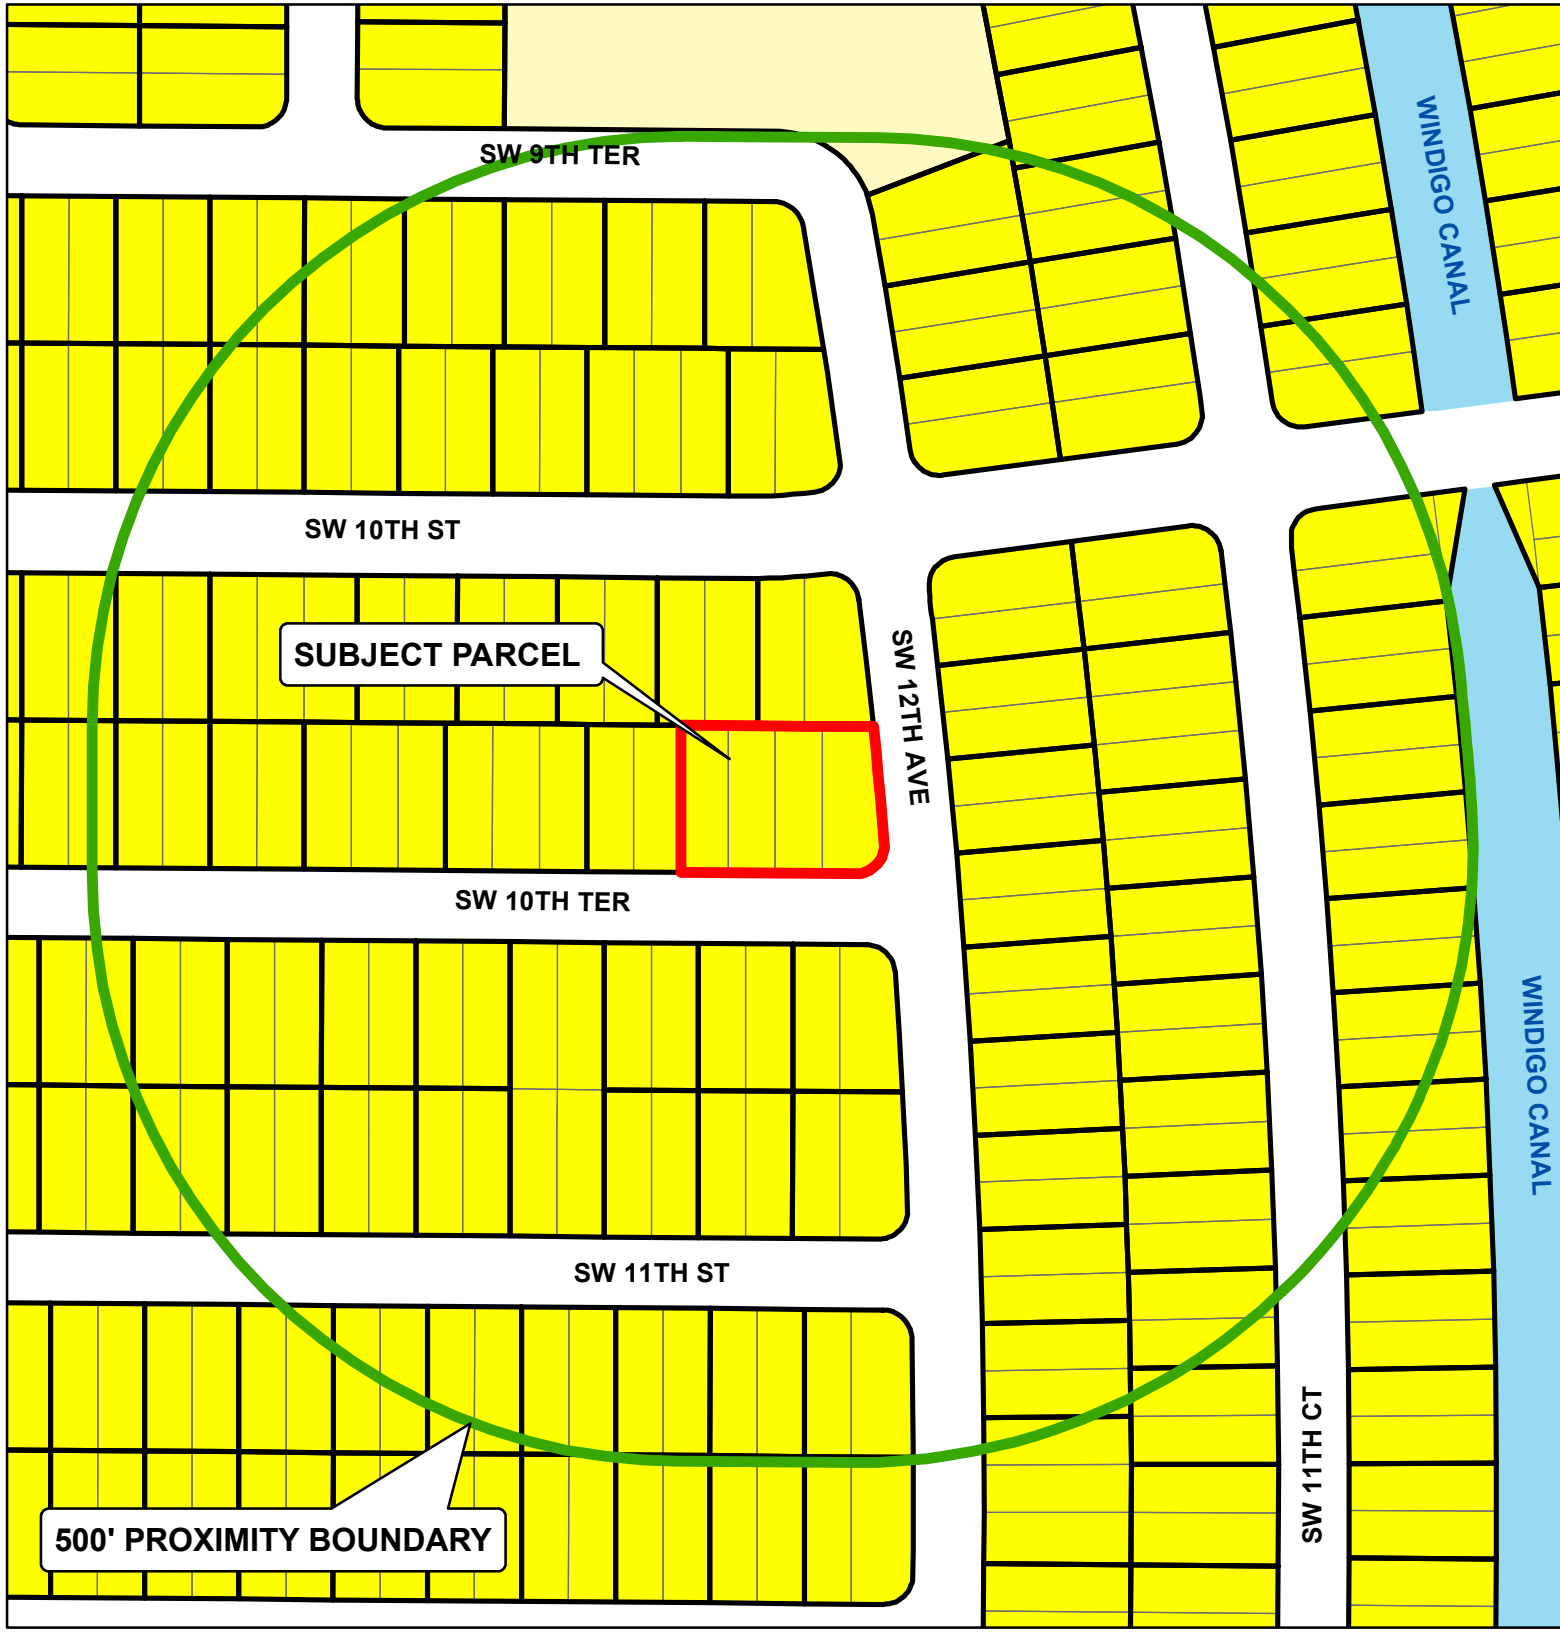 WINDIGO CANAL
SW 9TH TER
SW 10TH ST
SUBJECT PARCEL
SW 12TH AVE
SW 10TH TER
WINDIGO CANAL
SW 11TH ST
SW 11TH CT
500' PROXIMITY BOUNDARY